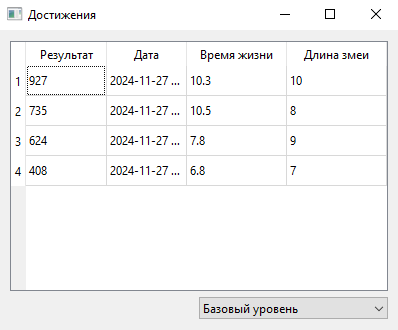 Достижения
Результат Дата Время жизни Длина змеи
1 927 2024-11-27 ... 10.3 10
2 735 2024-11-27 ... 10.5 8
3 624 2024-11-27 ... 7.8 9
4 408 2024-11-27 ... 6.8 7
Базовый уровень